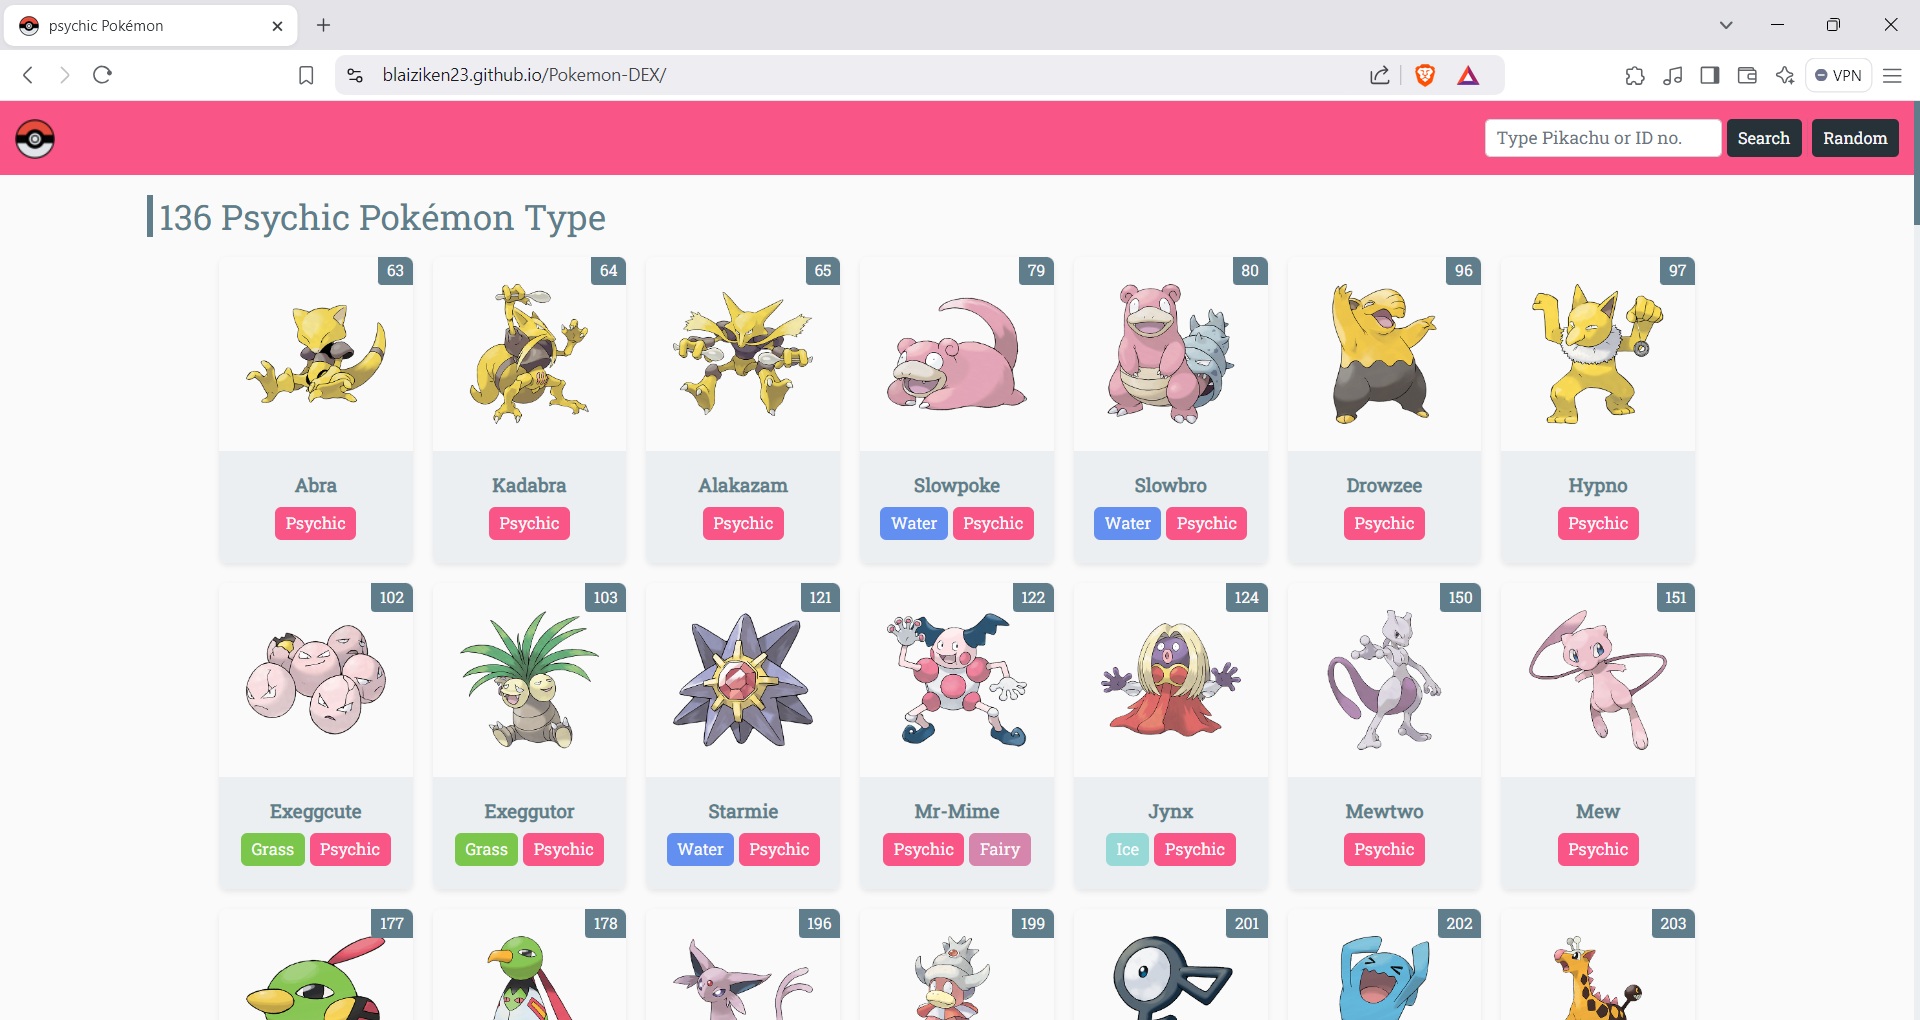 psychic Pokémon
blaiziken23.github.io/Pokemon-DEX/
VPN
Type Pikachu or ID no.
Search
Random
136 Psychic Pokémon Type
63
64
65
79
80
96
97
Abra
Kadabra
Alakazam
Slowpoke
Slowbro
Drowzee
Hypno
Psychic
Psychic
Psychic
Water Psychic
Water Psychic
Psychic
Psychic
102
103
121
122
124
150
151
Exeggcute
Exeggutor
Starmie
Mr-Mime
Jynx
Mewtwo
Mew
Grass Psychic
Grass Psychic
Water Psychic
Psychic Fairy
Ice Psychic
Psychic
Psychic
177
178
196
199
201
202
203